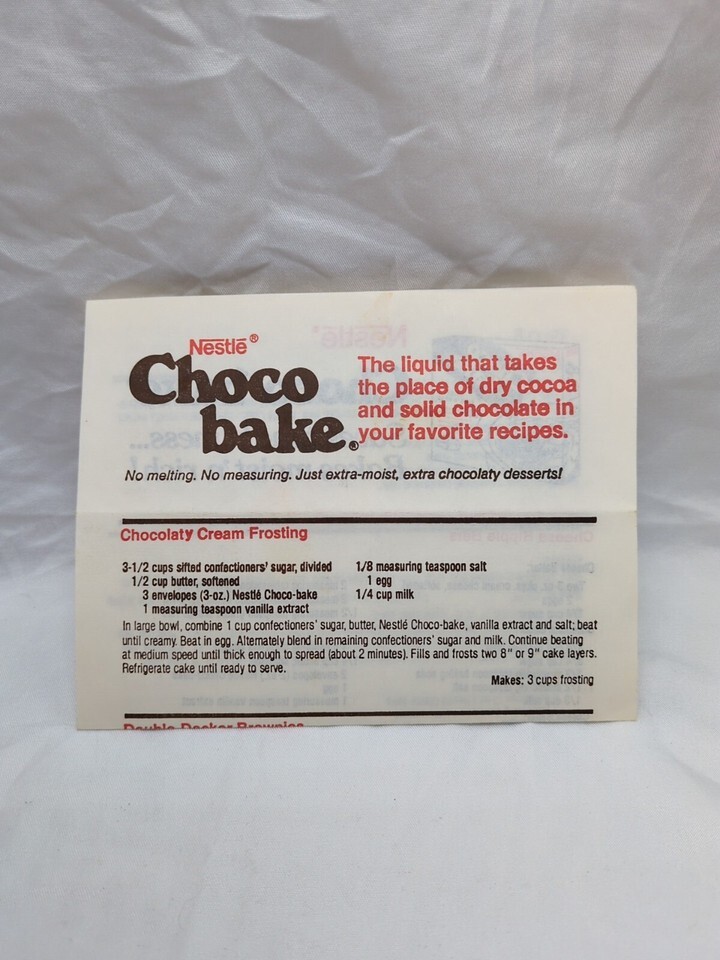 Nestlé®
Choco
bake®
The liquid that takes
the place of dry cocoa
and solid chocolate in
your favorite recipes.
No melting. No measuring. Just extra-moist, extra chocolaty desserts!
Chocolaty Cream Frosting
3-1/2 cups sifted confectioners' sugar, divided
1/2 cup butter, softened
3 envelopes (3-oz.) Nestlé Choco-bake
1 measuring teaspoon vanilla extract
1/8 measuring teaspoon salt
1 egg
1/4 cup milk
In large bowl, combine 1 cup confectioners' sugar, butter, Nestlé Choco-bake, vanilla extract and salt; beat
until creamy. Beat in egg. Alternately blend in remaining confectioners' sugar and milk. Continue beating
at medium speed until thick enough to spread (about 2 minutes). Fills and frosts two 8" or 9" cake layers.
Refrigerate cake until ready to serve.
Makes: 3 cups frosting
Double Decker Brownies